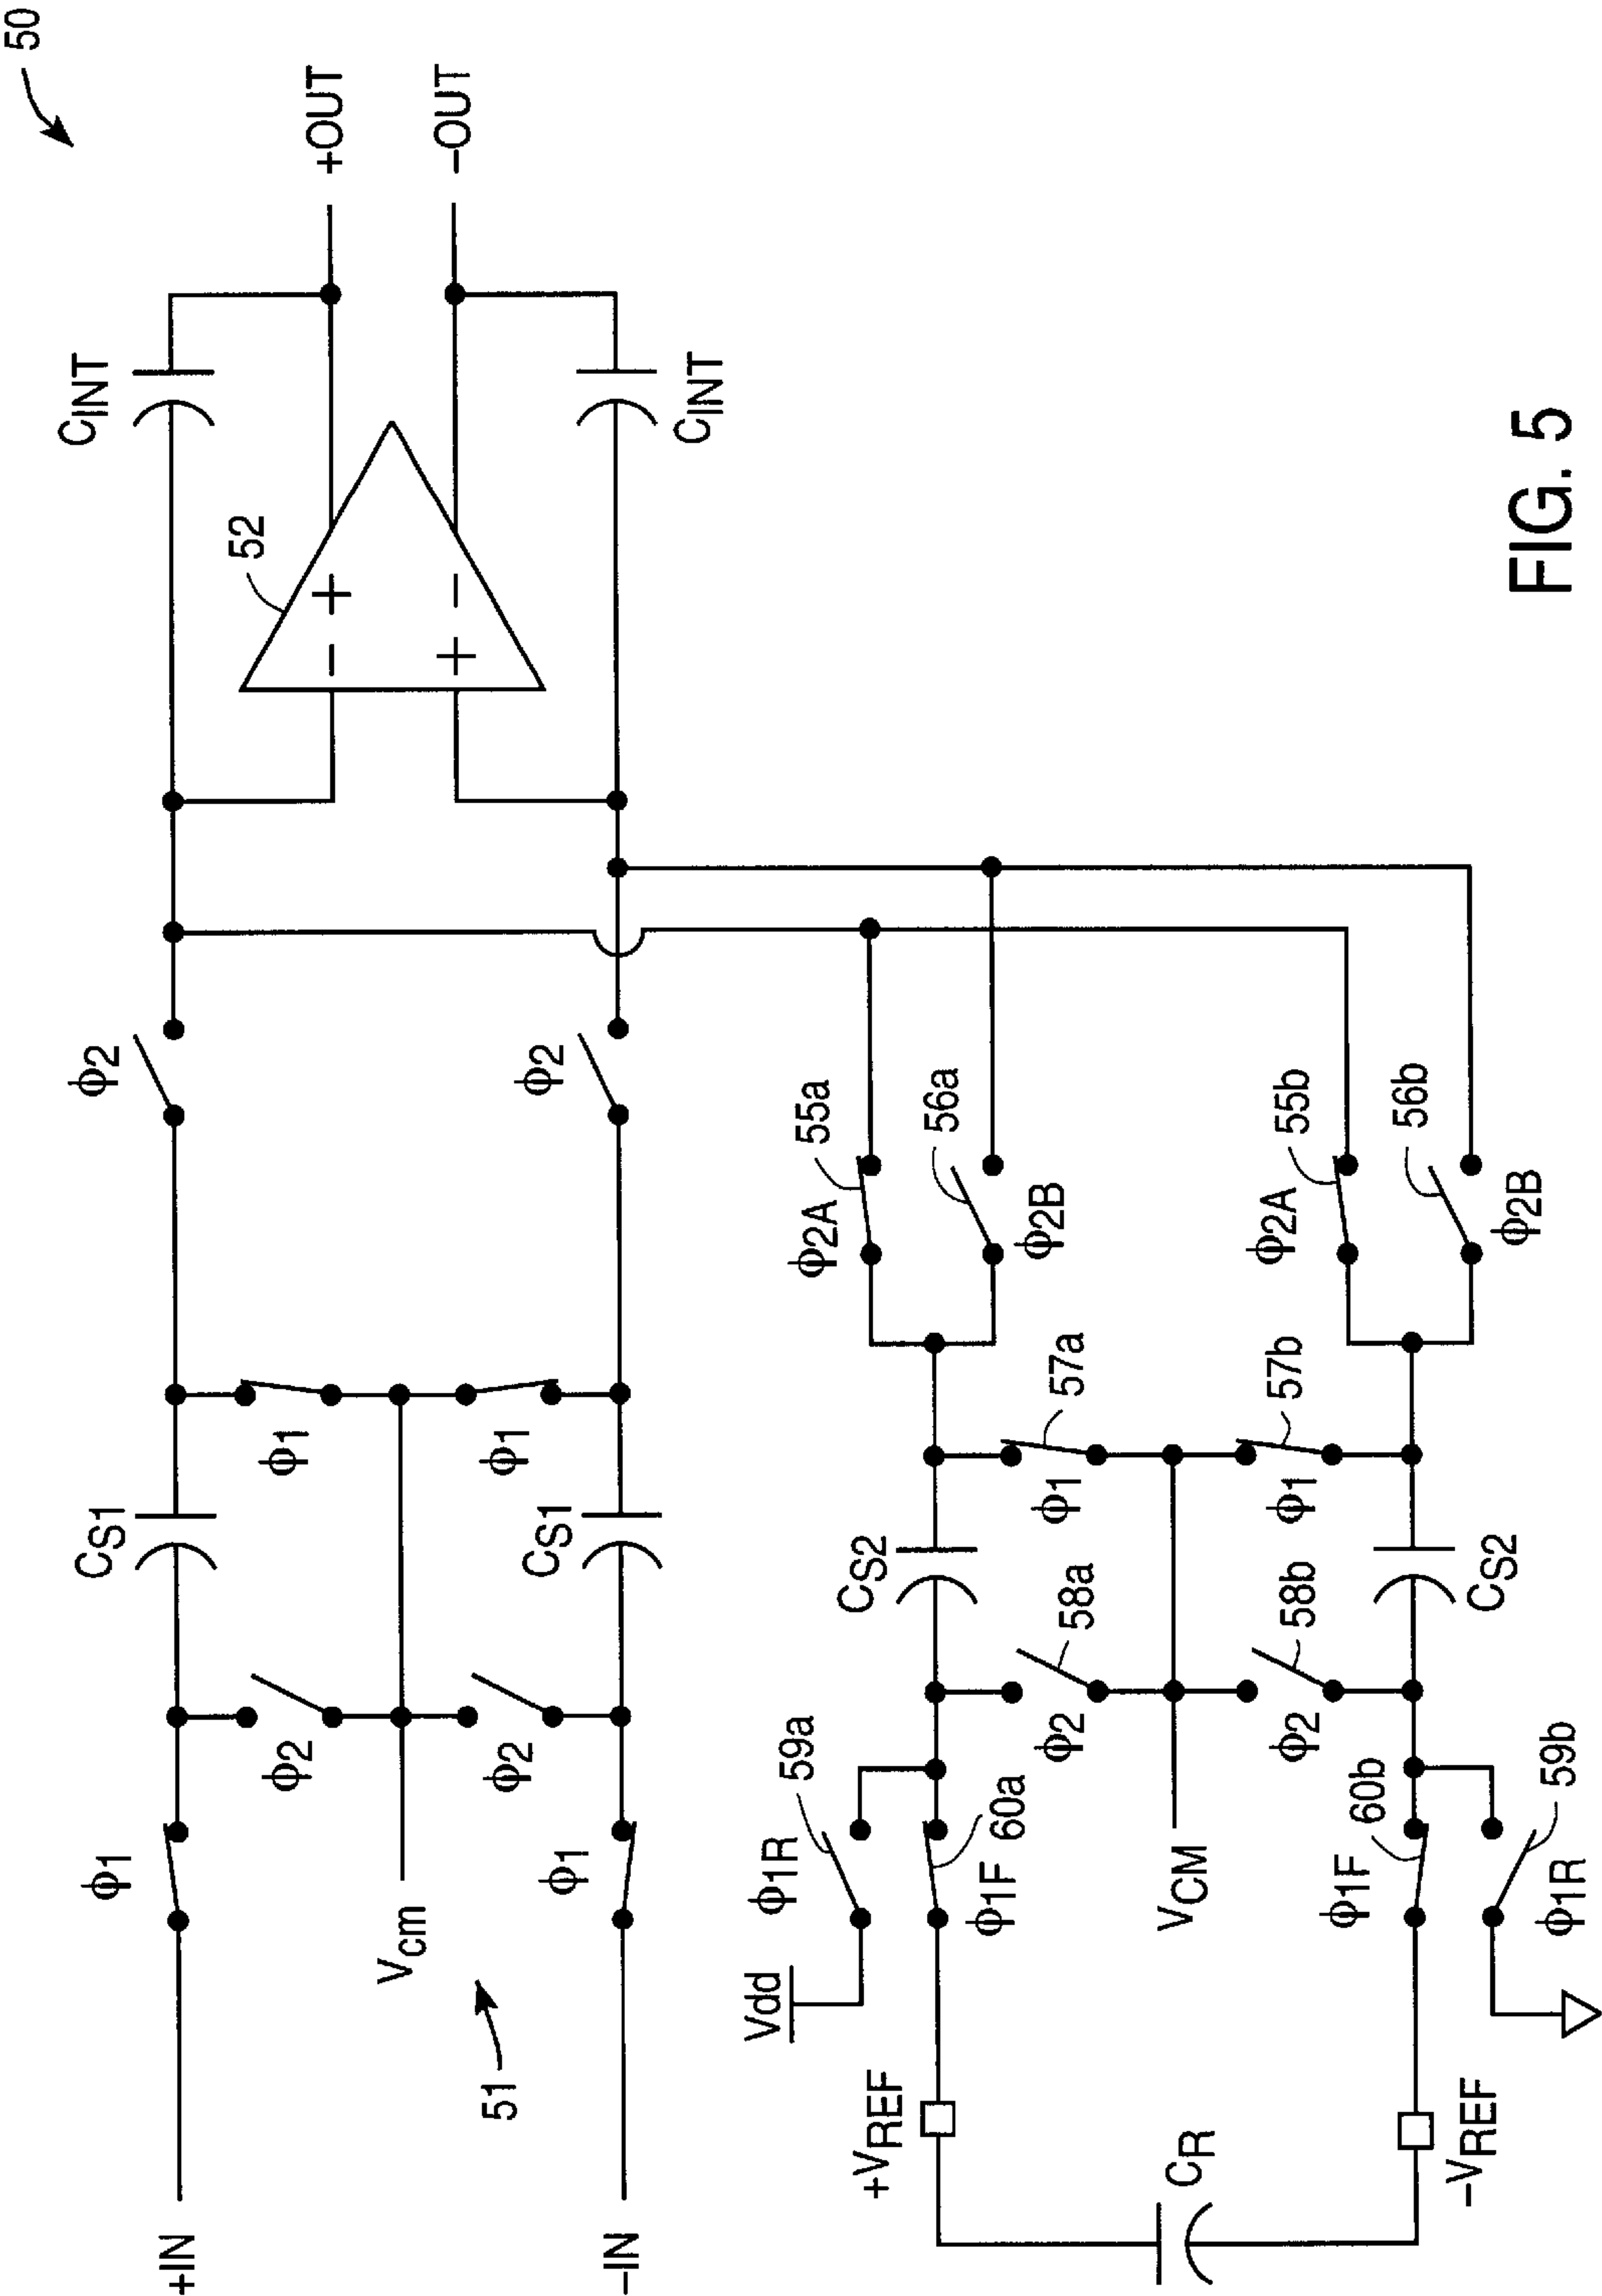 50
+OUT
-OUT
CINT
CINT
52
+
-
-
+
ϕ2
ϕ2
CS1
ϕ1
ϕ1
CS1
ϕ2
ϕ2
ϕ1
ϕ1
Vcm
51
+IN
-IN
ϕ2A
55a
56a
ϕ2B
ϕ2A
55b
56b
ϕ2B
57a
ϕ1
57b
ϕ1
CS2
CS2
58a
ϕ2
58b
ϕ2
59a
ϕ1R
60a
ϕ1F
VCM
60b
ϕ1F
59b
ϕ1R
Vdd
+VREF
-VREF
CR
FIG. 5